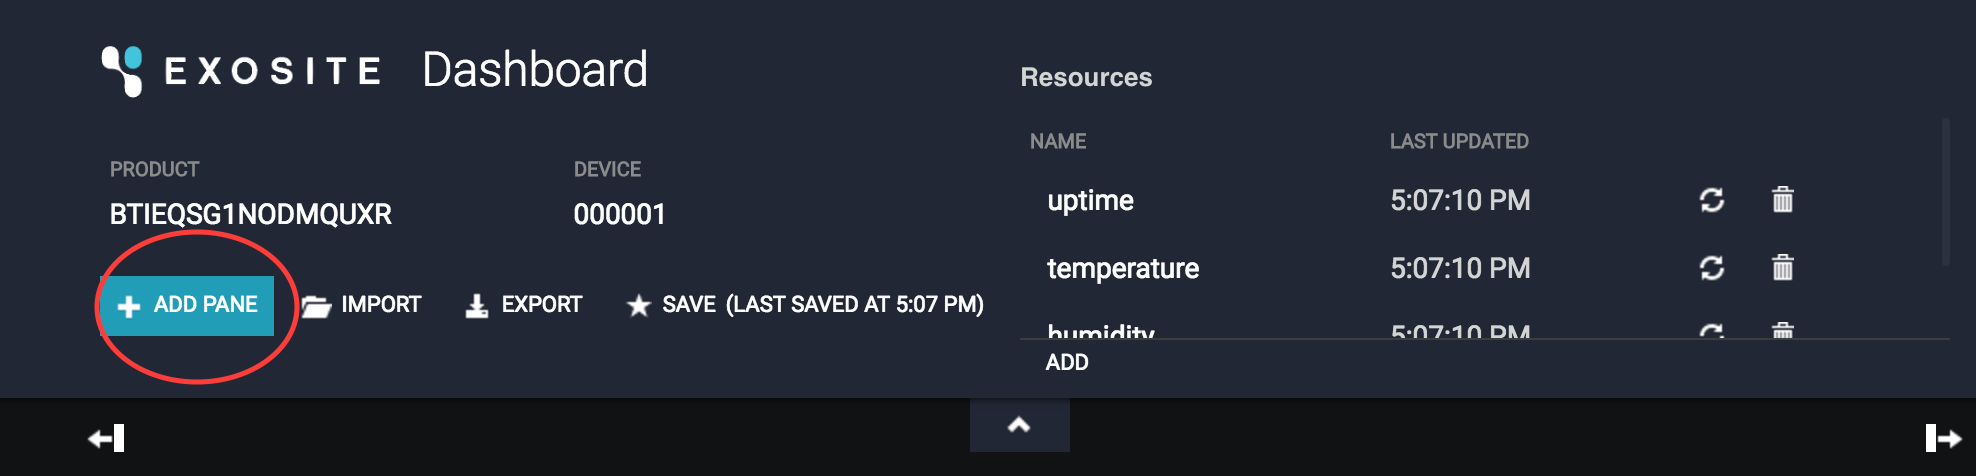 EXOSITE Dashboard
PRODUCT
DEVICE
BTIEQSG1NODMQUXR
000001
ADD PANE
IMPORT
EXPORT
SAVE (LAST SAVED AT 5:07 PM)
Resources
NAME
LAST UPDATED
uptime
5:07:10 PM
temperature
5:07:10 PM
humidity
5:07:10 PM
ADD